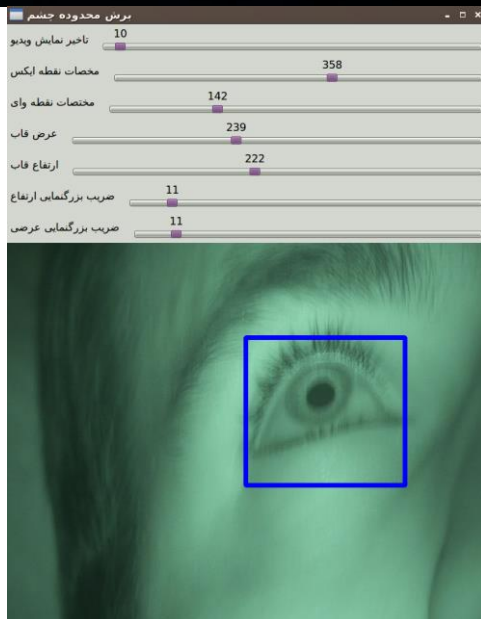 برش محدوده چشم
تاخیر نمایش ویدیو 10
مخصات نقطه ایکس 358
مختصات نقطه وای 142
عرض قاب 239
ارتفاع قاب 222
ضریب بزرگنمایی ارتفاع 11
ضریب بزرگنمایی عرضی 11